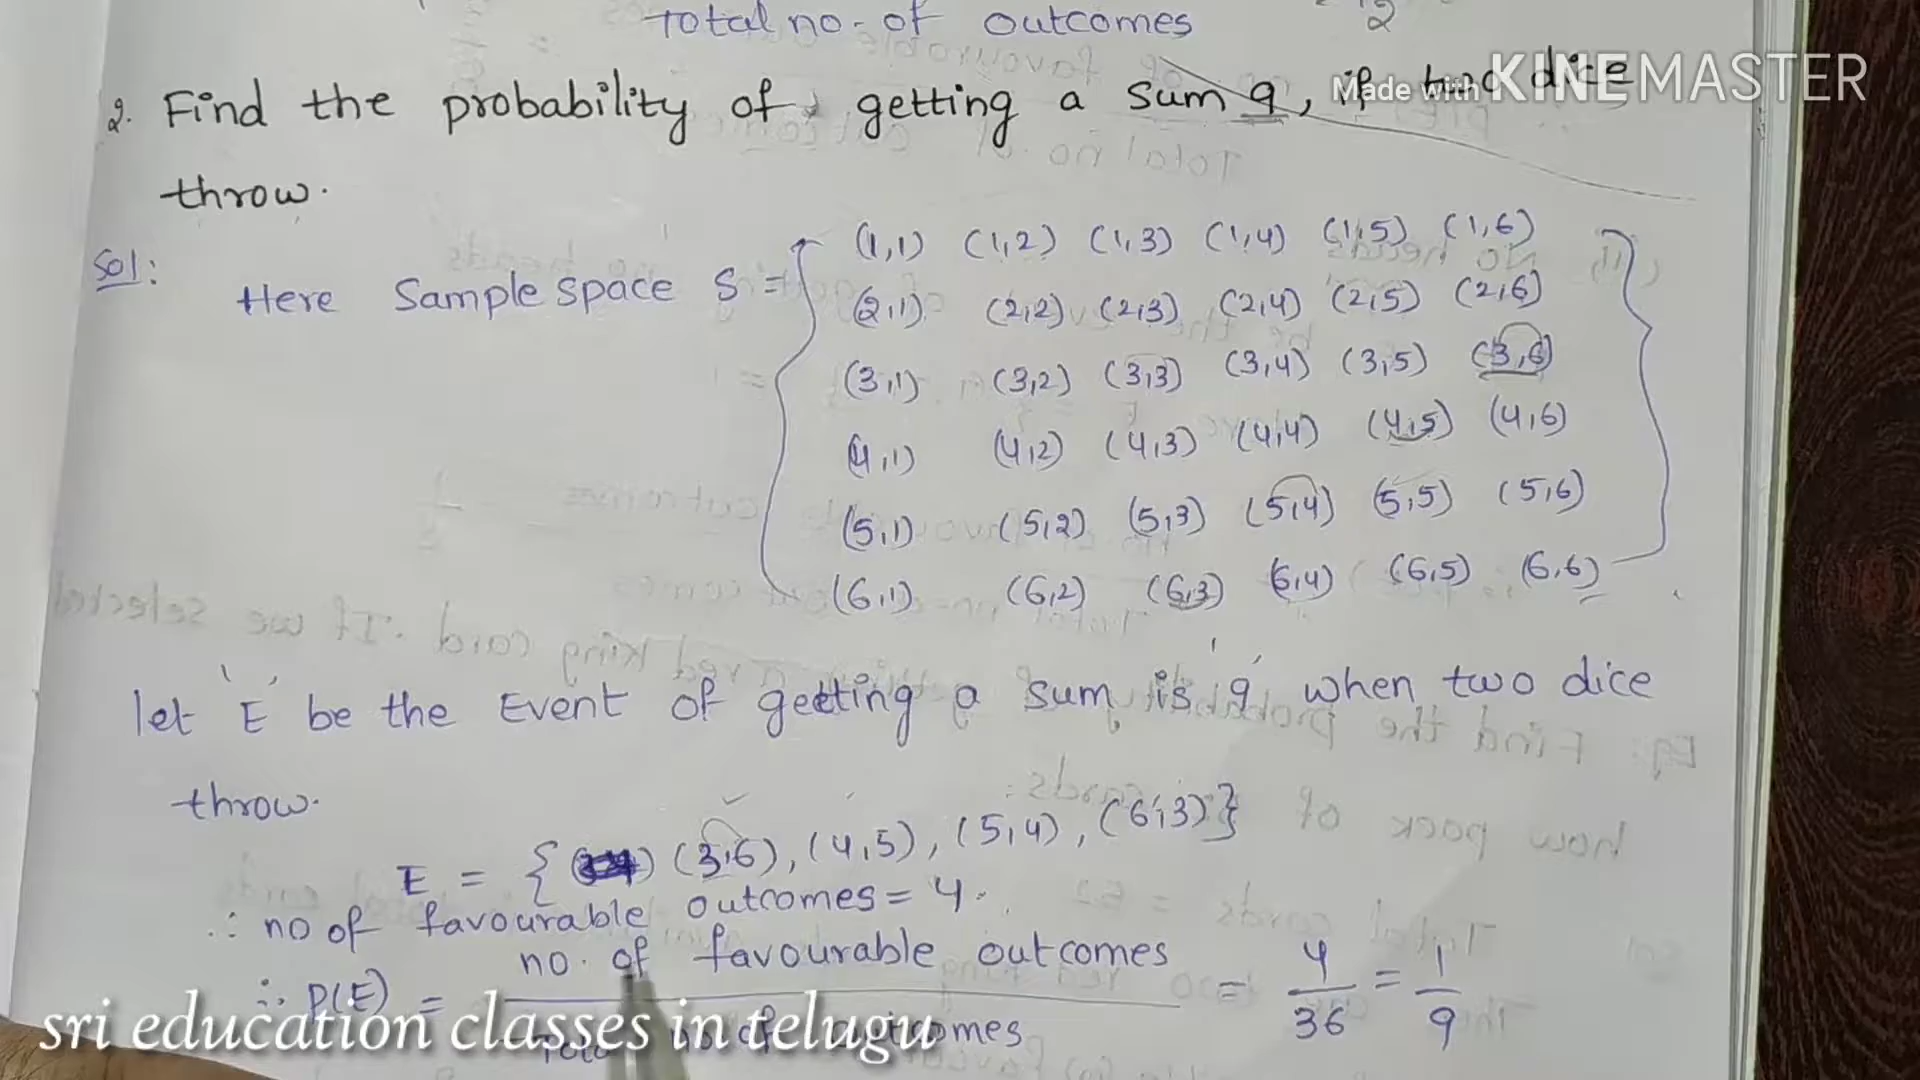 Total no. of outcomes
2
Made with KINEMASTER
2. Find the probability of getting a sum 9, if two dice
throw.
Sol:
Here Sample space S = { (1,1) (1,2) (1,3) (1,4) (1,5) (1,6)
(2,1) (2,2) (2,3) (2,4) (2,5) (2,6)
(3,1) (3,2) (3,3) (3,4) (3,5) (3,6)
(4,1) (4,2) (4,3) (4,4) (4,5) (4,6)
(5,1) (5,2) (5,3) (5,4) (5,5) (5,6)
(6,1) (6,2) (6,3) (6,4) (6,5) (6,6) }
let 'E' be the Event of getting a sum is '9' when two dice
throw.
E = { (3,6), (4,5), (5,4), (6,3)}
∴ no of favourable outcomes = 4.
∴ P(E) = no. of favourable outcomes = 4/36 = 1/9
no of outcomes
sri education classes in telugu